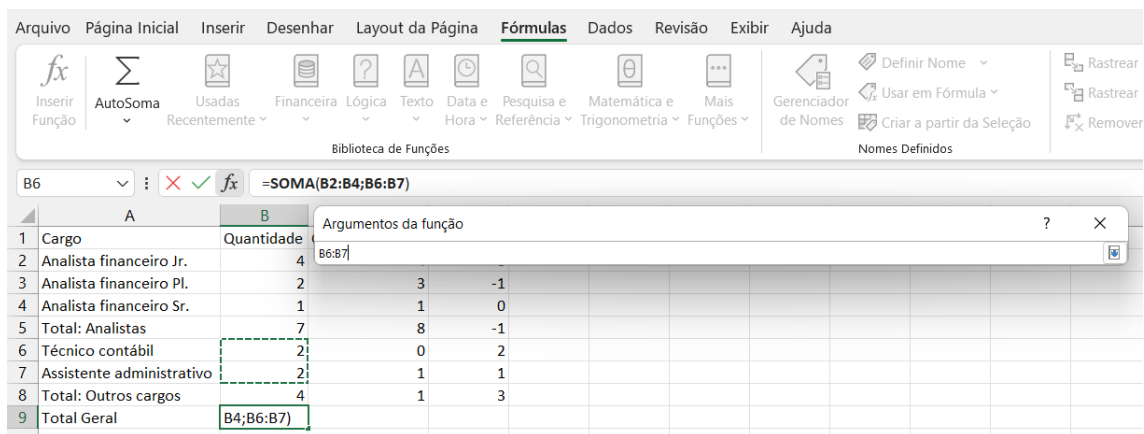 Arquivo Página Inicial Inserir Desenhar Layout da Página Fórmulas Dados Revisão Exibir Ajuda
fx Inserir Função
Σ AutoSoma
Usadas Recentemente
Financeira
Lógica
Texto
Data e Hora
Pesquisa e Referência
Matemática e Trigonometria
Mais Funções
Biblioteca de Funções
Gerenciador de Nomes
Definir Nome
Usar em Fórmula
Criar a partir da Seleção
Nomes Definidos
Rastrear
Rastrear
Remover
B6 fx =SOMA(B2:B4;B6:B7)
A B
Argumentos da função ? ×
B6:B7
1 Cargo Quantidade
2 Analista financeiro Jr. 4
3 Analista financeiro Pl. 2 3 -1
4 Analista financeiro Sr. 1 1 0
5 Total: Analistas 7 8 -1
6 Técnico contábil 2 0 2
7 Assistente administrativo 2 1 1
8 Total: Outros cargos 4 1 3
9 Total Geral B4;B6:B7)